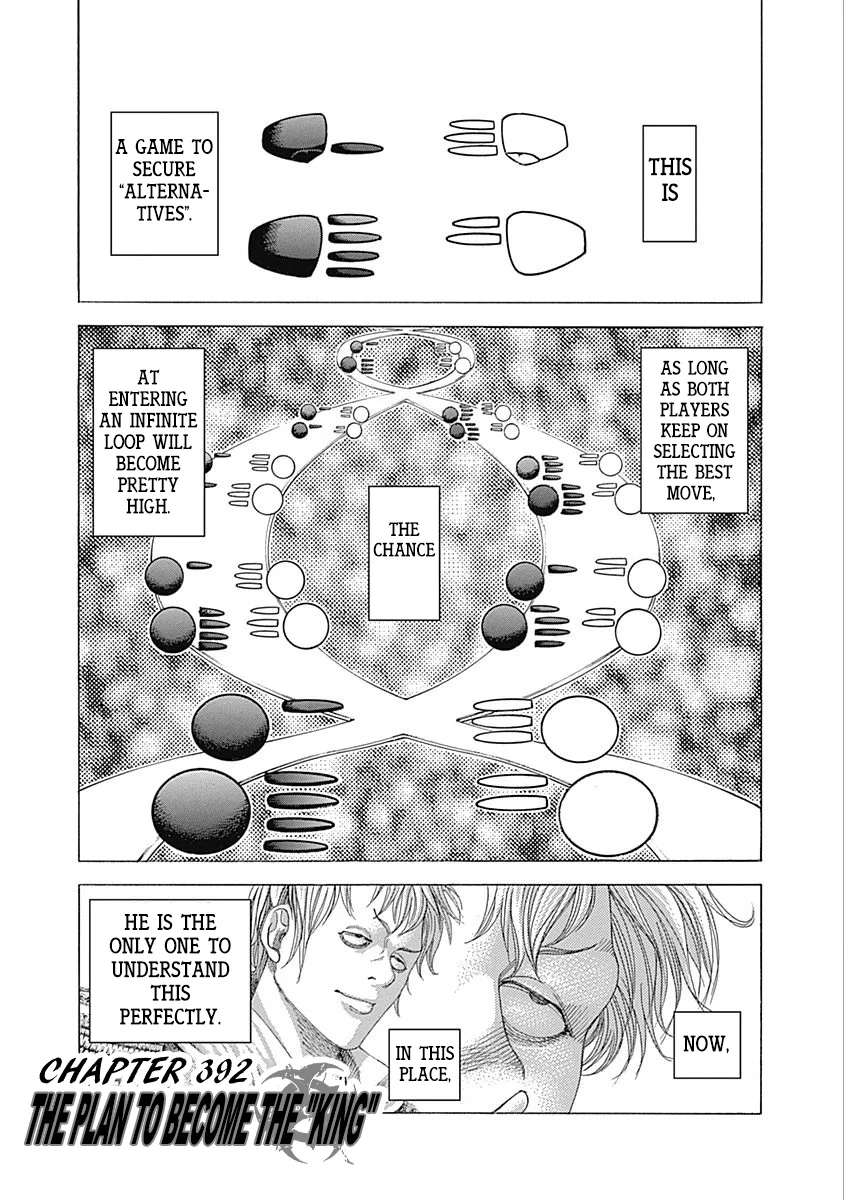 THIS
IS
A GAME TO
SECURE
“ALTERNA-
TIVES”.
AS LONG
AS BOTH
PLAYERS
KEEP ON
SELECTING
THE BEST
MOVE,
THE
CHANCE
AT
ENTERING
AN INFINITE
LOOP WILL
BECOME
PRETTY
HIGH.
NOW,
IN THIS
PLACE,
HE IS THE
ONLY ONE TO
UNDERSTAND
THIS
PERFECTLY.
CHAPTER 392
THE PLAN TO BECOME THE "KING"